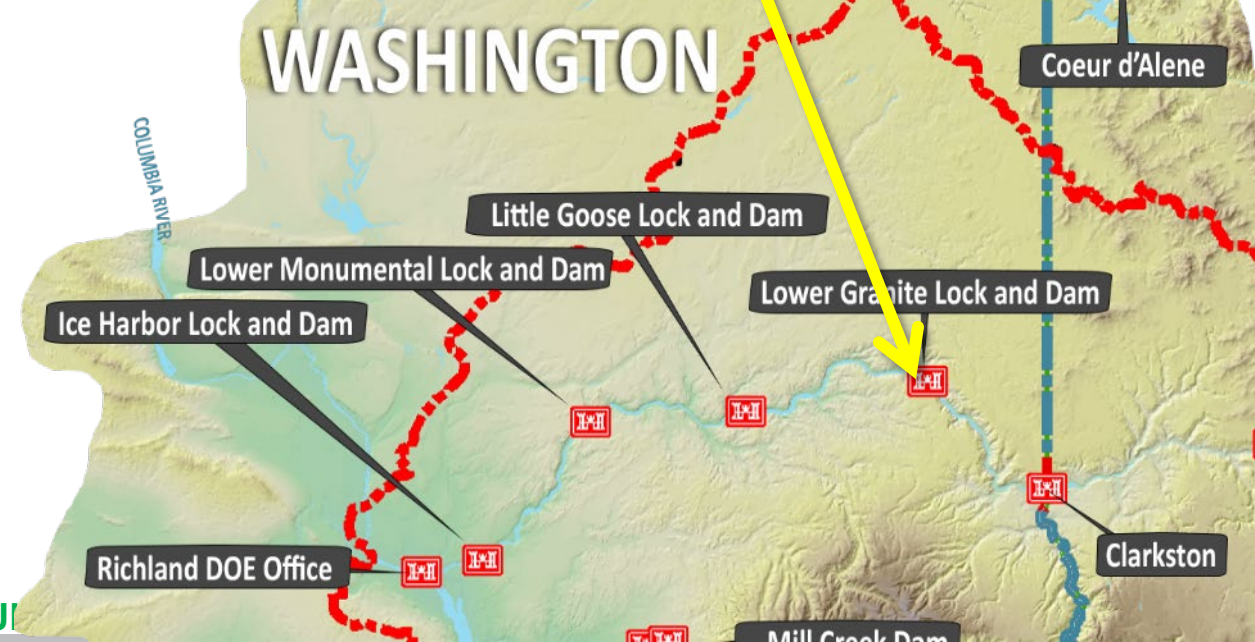 WASHINGTON
Coeur d'Alene
COLUMBIA RIVER
Little Goose Lock and Dam
Lower Monumental Lock and Dam
Lower Granite Lock and Dam
Ice Harbor Lock and Dam
Clarkston
Richland DOE Office
Mill Creek Dam